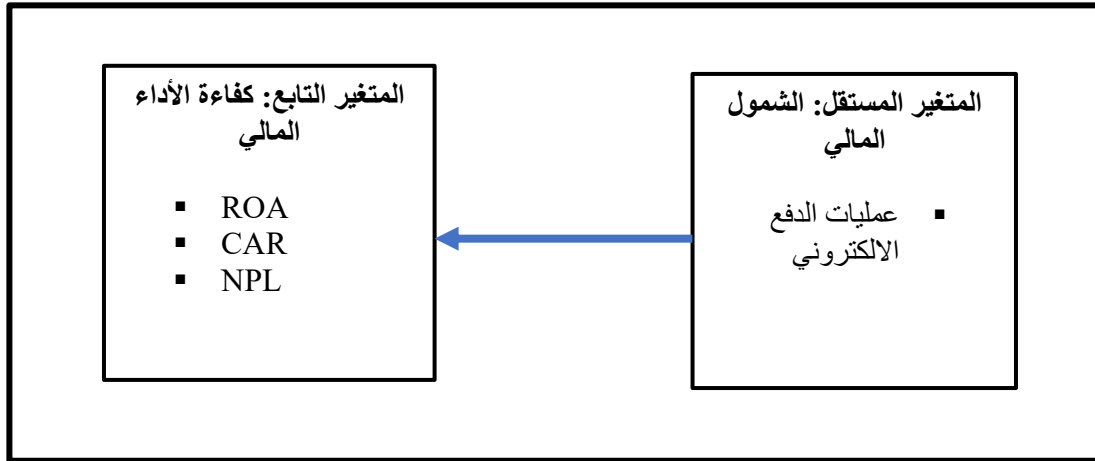 المتغير المستقل: الشمول
المالي
▪ عمليات الدفع
الالكتروني
المتغير التابع: كفاءة الأداء
المالي
▪ ROA
▪ CAR
▪ NPL